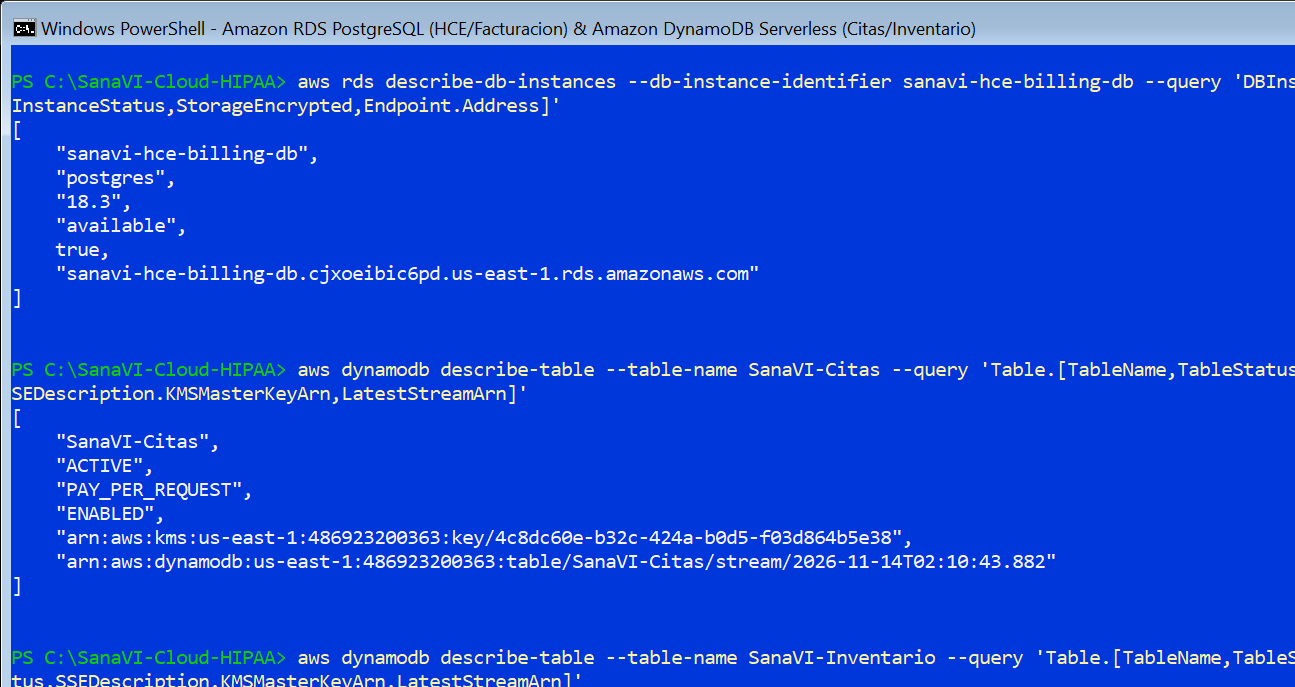 Windows PowerShell - Amazon RDS PostgreSQL (HCE/Facturacion) & Amazon DynamoDB Serverless (Citas/Inventario)
PS C:\SanaVI-Cloud-HIPAA> aws rds describe-db-instances --db-instance-identifier sanavi-hce-billing-db --query 'DBIns
InstanceStatus,StorageEncrypted,Endpoint.Address]'
[
    "sanavi-hce-billing-db",
    "postgres",
    "18.3",
    "available",
    true,
    "sanavi-hce-billing-db.cjxoeibic6pd.us-east-1.rds.amazonaws.com"
]
PS C:\SanaVI-Cloud-HIPAA> aws dynamodb describe-table --table-name SanaVI-Citas --query 'Table.[TableName,TableStatus
SEDescription.KMSMasterKeyArn,LatestStreamArn]'
[
    "SanaVI-Citas",
    "ACTIVE",
    "PAY_PER_REQUEST",
    "ENABLED",
    "arn:aws:kms:us-east-1:486923200363:key/4c8dc60e-b32c-424a-b0d5-f03d864b5e38",
    "arn:aws:dynamodb:us-east-1:486923200363:table/SanaVI-Citas/stream/2026-11-14T02:10:43.882"
]
PS C:\SanaVI-Cloud-HIPAA> aws dynamodb describe-table --table-name SanaVI-Inventario --query 'Table.[TableName,TableS
tus,SSEDescription.KMSMasterKeyArn,LatestStreamArn]'